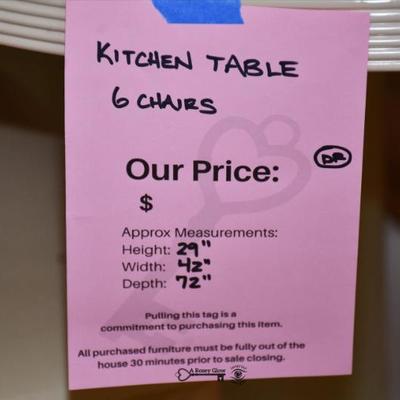 KITCHEN TABLE
6 CHAIRS
DR
Our Price:
$
Approx Measurements:
Height: 29"
Width: 42"
Depth: 72"
Pulling this tag is a
commitment to purchasing this item.
All purchased furniture must be fully out of the
house 30 minutes prior to sale closing.
A Rosey Glow